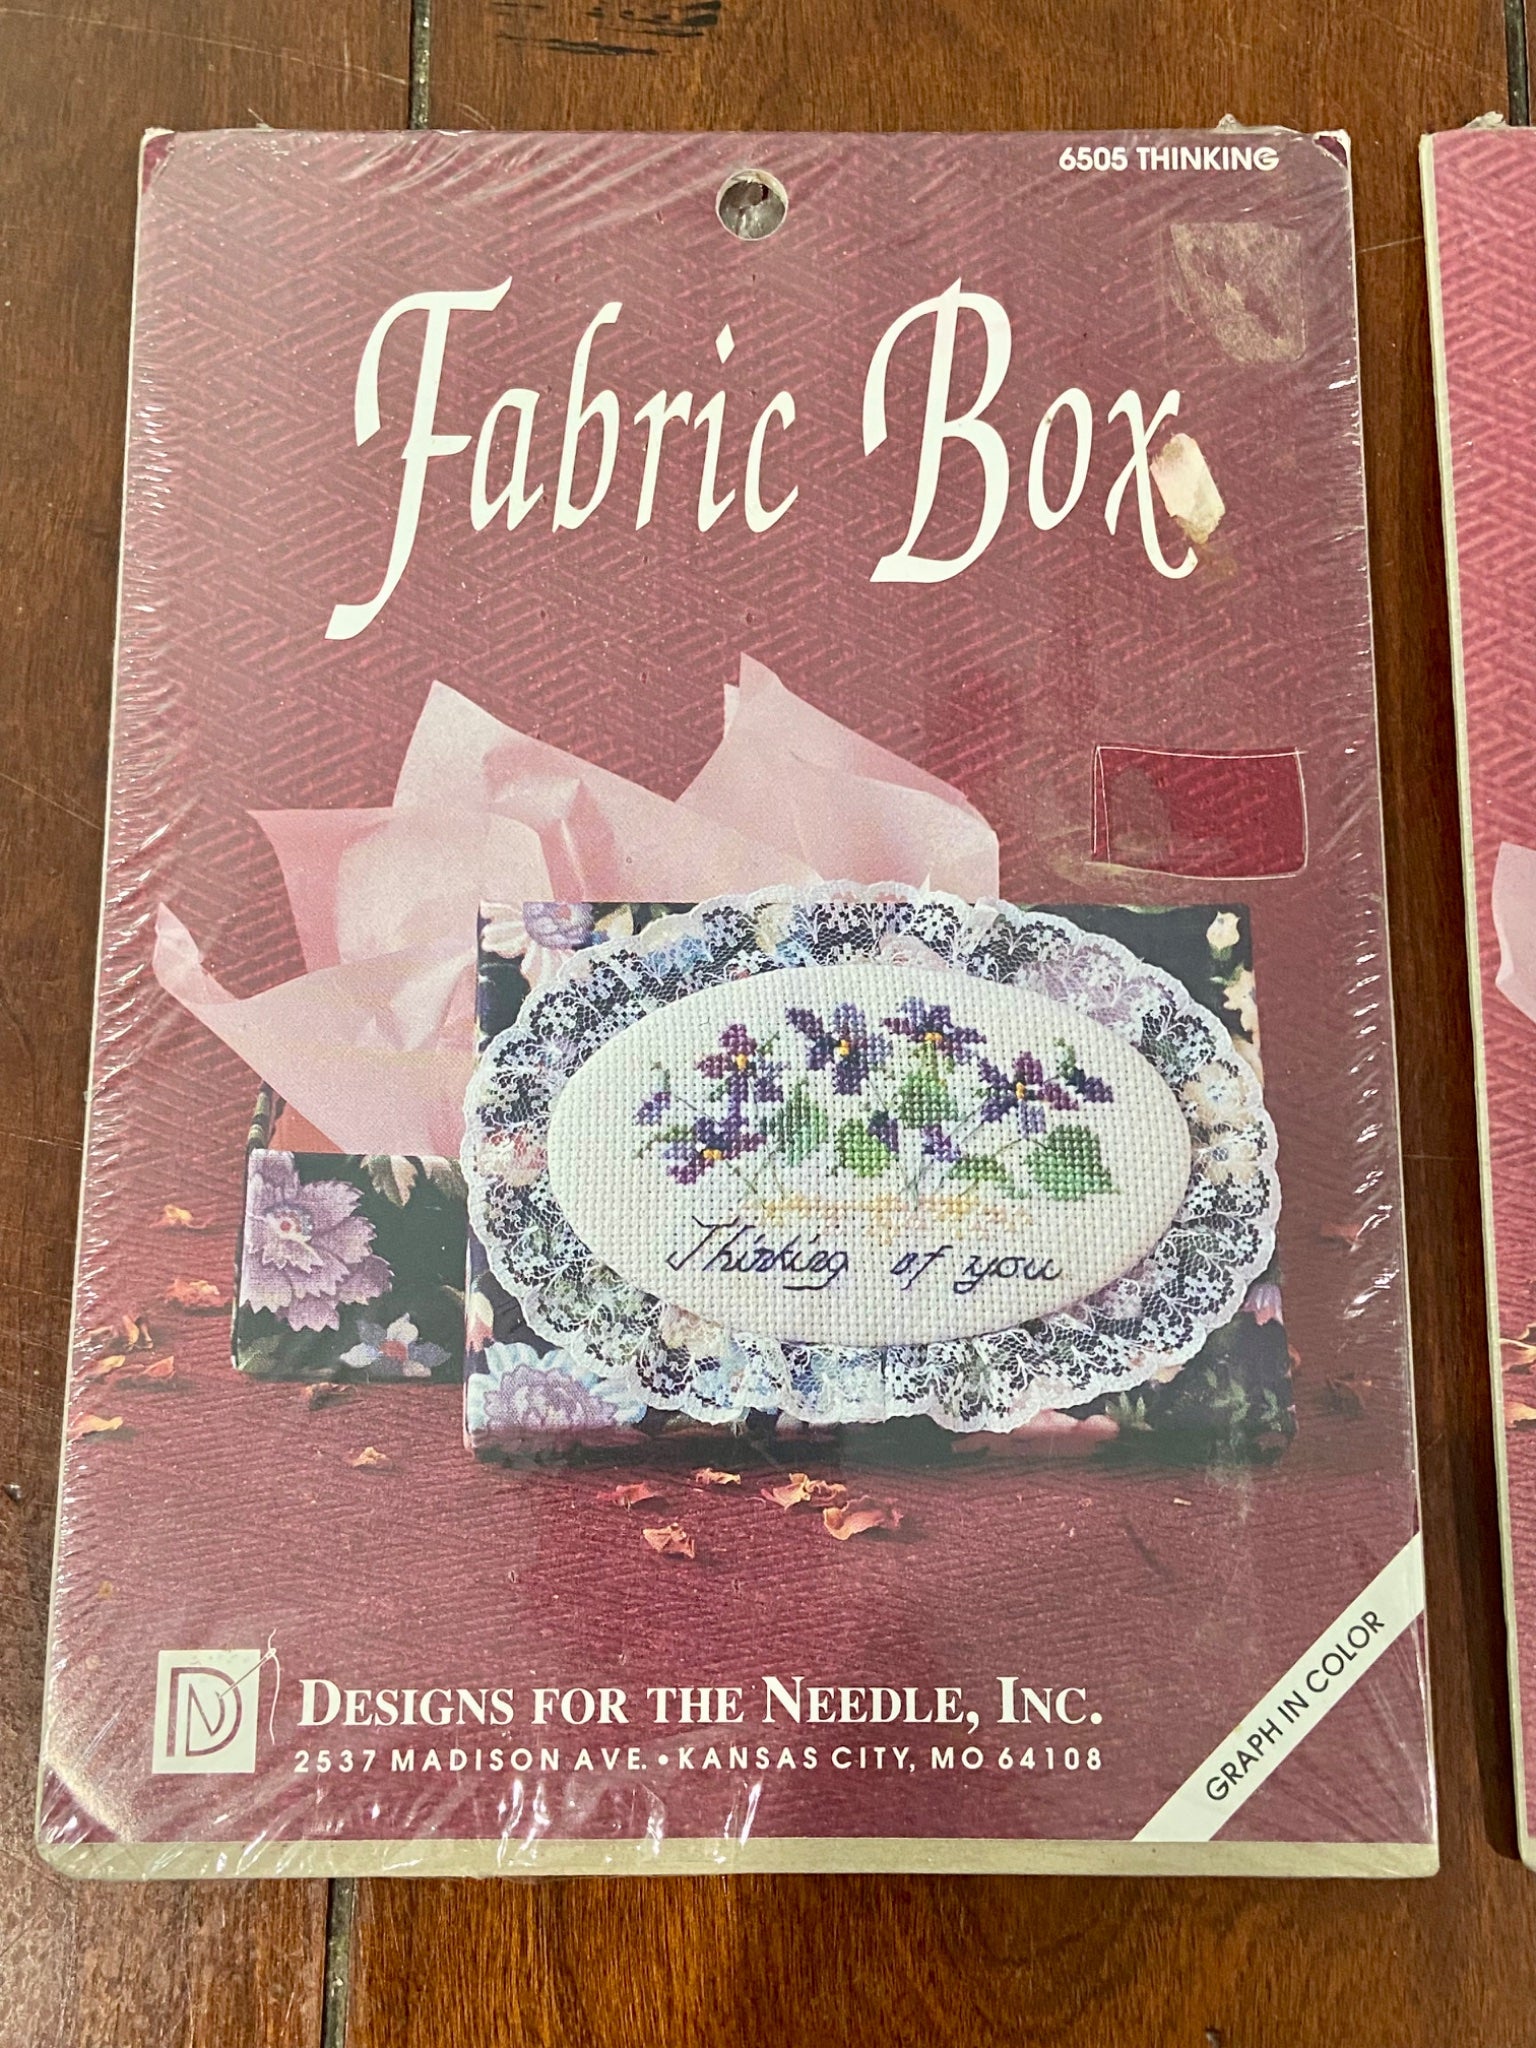 6505 THINKING
Fabric Box
Thinking of you
DESIGNS FOR THE NEEDLE, INC.
2537 MADISON AVE. • KANSAS CITY, MO 64108
GRAPH IN COLOR